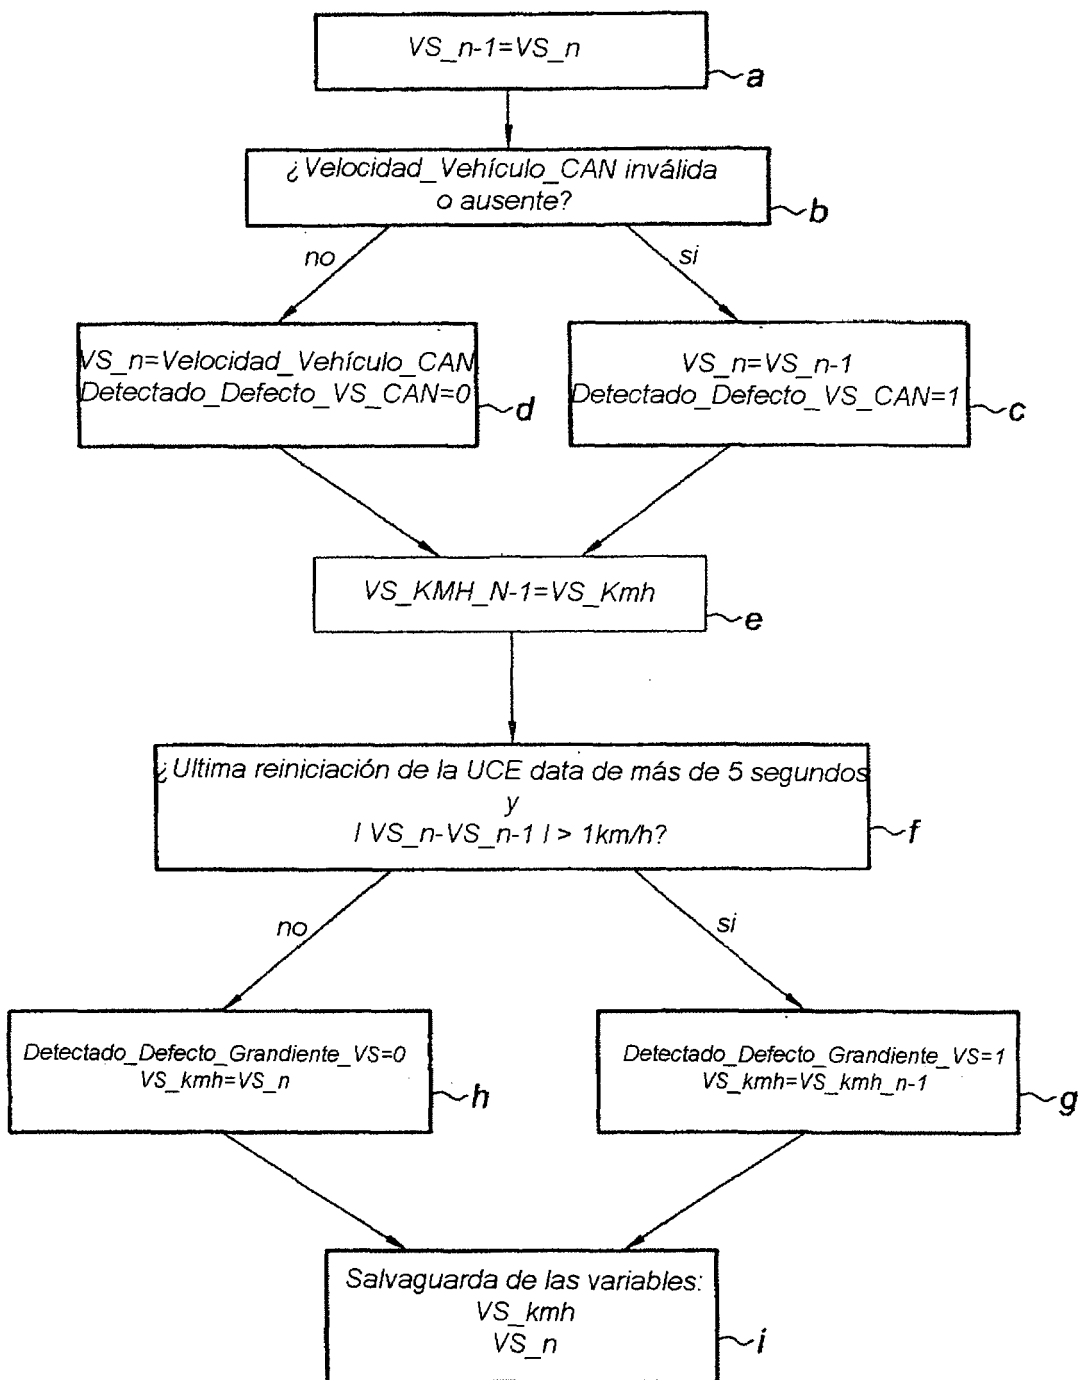 VS_n-1=VS_n
a
¿Velocidad_Vehículo_CAN inválida
o ausente?
b
no
si
VS_n=Velocidad_Vehículo_CAN
Detectado_Defecto_VS_CAN=0
d
VS_n=VS_n-1
Detectado_Defecto_VS_CAN=1
c
VS_KMH_N-1=VS_Kmh
e
¿Ultima reiniciación de la UCE data de más de 5 segundos
y
| VS_n-VS_n-1 | > 1km/h?
f
no
si
Detectado_Defecto_Grandiente_VS=0
VS_kmh=VS_n
h
Detectado_Defecto_Grandiente_VS=1
VS_kmh=VS_kmh_n-1
g
Salvaguarda de las variables:
VS_kmh
VS_n
i